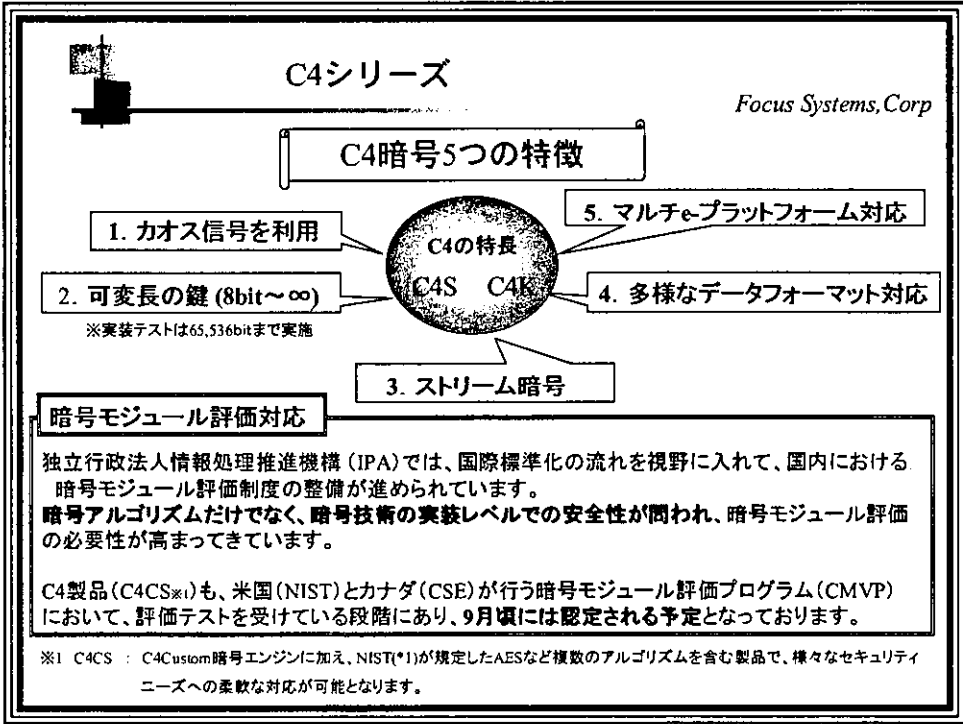 C4シリーズ
Focus Systems,Corp
C4暗号5つの特徴
1. カオス信号を利用
5. マルチe-プラットフォーム対応
C4の特長
C4S C4K
2. 可変長の鍵 (8bit～∞)
※実装テストは65,536bitまで実施
4. 多様なデータフォーマット対応
3. ストリーム暗号
暗号モジュール評価対応
独立行政法人情報処理推進機構 (IPA)では、国際標準化の流れを視野に入れて、国内における
暗号モジュール評価制度の整備が進められています。
暗号アルゴリズムだけでなく、暗号技術の実装レベルでの安全性が問われ、暗号モジュール評価
の必要性が高まってきています。
C4製品(C4CS※1)も、米国(NIST)とカナダ(CSE)が行う暗号モジュール評価プログラム(CMVP)
において、評価テストを受けている段階にあり、9月頃には認定される予定となっております。
※1 C4CS : C4Custom暗号エンジンに加え、NIST(*1)が規定したAESなど複数のアルゴリズムを含む製品で、様々なセキュリティ
ニーズへの柔軟な対応が可能となります。